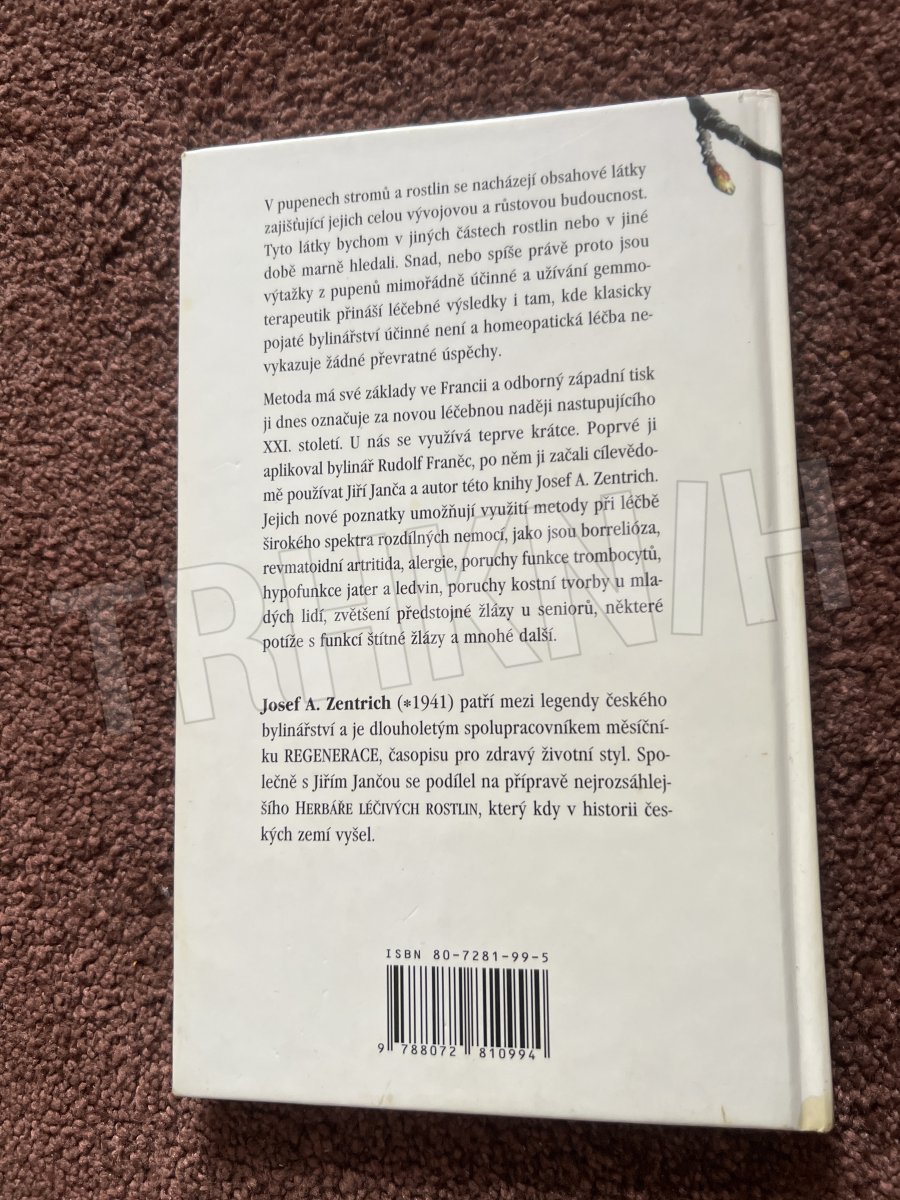 V pupenech stromů a rostlin se nacházejí obsahové látky
zajišťující jejich celou vývojovou a růstovou budoucnost.
Tyto látky bychom v jiných částech rostlin nebo v jiné
době marně hledali. Snad, nebo spíše právě proto jsou
výtažky z pupenů mimořádně účinné a užívání gemmo-
terapeutik přináší léčebné výsledky i tam, kde klasicky
pojaté bylinářství účinné není a homeopatická léčba ne-
vykazuje žádné převratné úspěchy.
Metoda má své základy ve Francii a odborný západní tisk
ji dnes označuje za novou léčebnou naději nastupujícího
XXI. století. U nás se využívá teprve krátce. Poprvé ji
aplikoval bylinář Rudolf Franěc, po něm ji začali cílevědo-
mě používat Jiří Janča a autor této knihy Josef A. Zentrich.
Jejich nové poznatky umožňují využití metody při léčbě
širokého spektra rozdílných nemocí, jako jsou borrelióza,
revmatoidní artritida, alergie, poruchy funkce trombocytů,
hypofunkce jater a ledvin, poruchy kostní tvorby u mla-
dých lidí, zvětšení předstojné žlázy u seniorů, některé
potíže s funkcí štítné žlázy a mnohé další.
Josef A. Zentrich (*1941) patří mezi legendy českého
bylinářství a je dlouholetým spolupracovníkem měsíční-
ku REGENERACE, časopisu pro zdravý životní styl. Spo-
lečně s Jiřím Jančou se podílel na přípravě nejrozsáhlej-
šího HERBÁŘE LÉČIVÝCH ROSTLIN, který kdy v historii čes-
kých zemí vyšel.
ISBN 80-7281-99-5
9 788072 810994
TRHKNIH